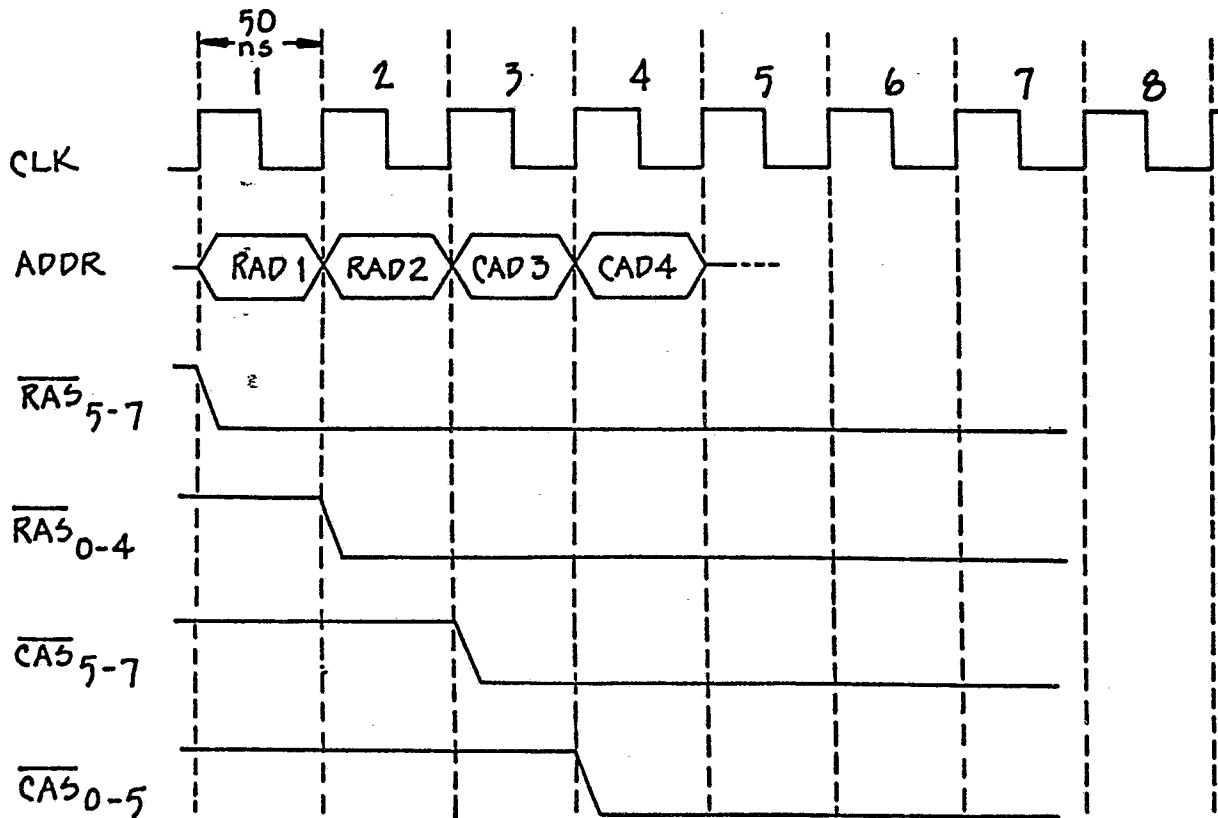 50
ns
1 2 3 4 5 6 7 8
CLK
ADDR RAD1 RAD2 CAD3 CAD4
RAS5-7
RAS0-4
CAS5-7
CAS0-5